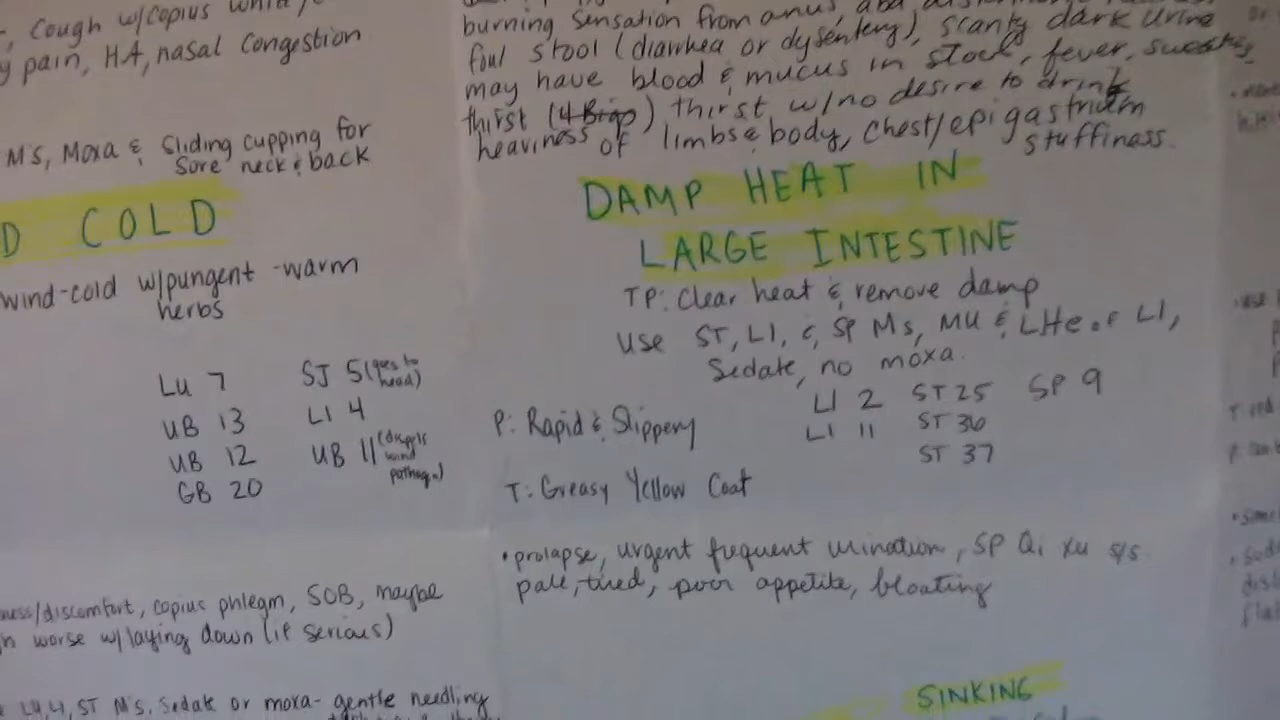 , Cough w/copius
pain, HA, nasal congestion
M's, Moxa & Sliding cupping for
Sore neck & back
D COLD
wind-cold w/pungent-warm
herbs
Lu 7 SJ 5 (goes to head)
UB 13 LI 4
UB 12 UB 11
GB 20
/discomfort, copius phlegm, SOB, maybe
worse w/laying down (if serious)
ST M's. Sedate or moxa- gentle needling
burning sensation from anus,
foul stool (diarrhea or dysentery), scanty dark urine
may have blood & mucus in stool, fever,
thirst thirst w/no desire to drink
heaviness of limbs & body, chest/epigastrium
stuffiness.
DAMP HEAT IN
LARGE INTESTINE
TP: Clear heat & remove damp
Use ST, LI, & SP Ms, MU & LHe of LI,
Sedate, no moxa.
LI 2 ST 25 SP 9
LI 11 ST 36
ST 37
P: Rapid & Slippery
T: Greasy Yellow Coat
• prolapse, urgent frequent urination, SP Qi Xu s/s
pale, tired, poor appetite, bloating
SINKING